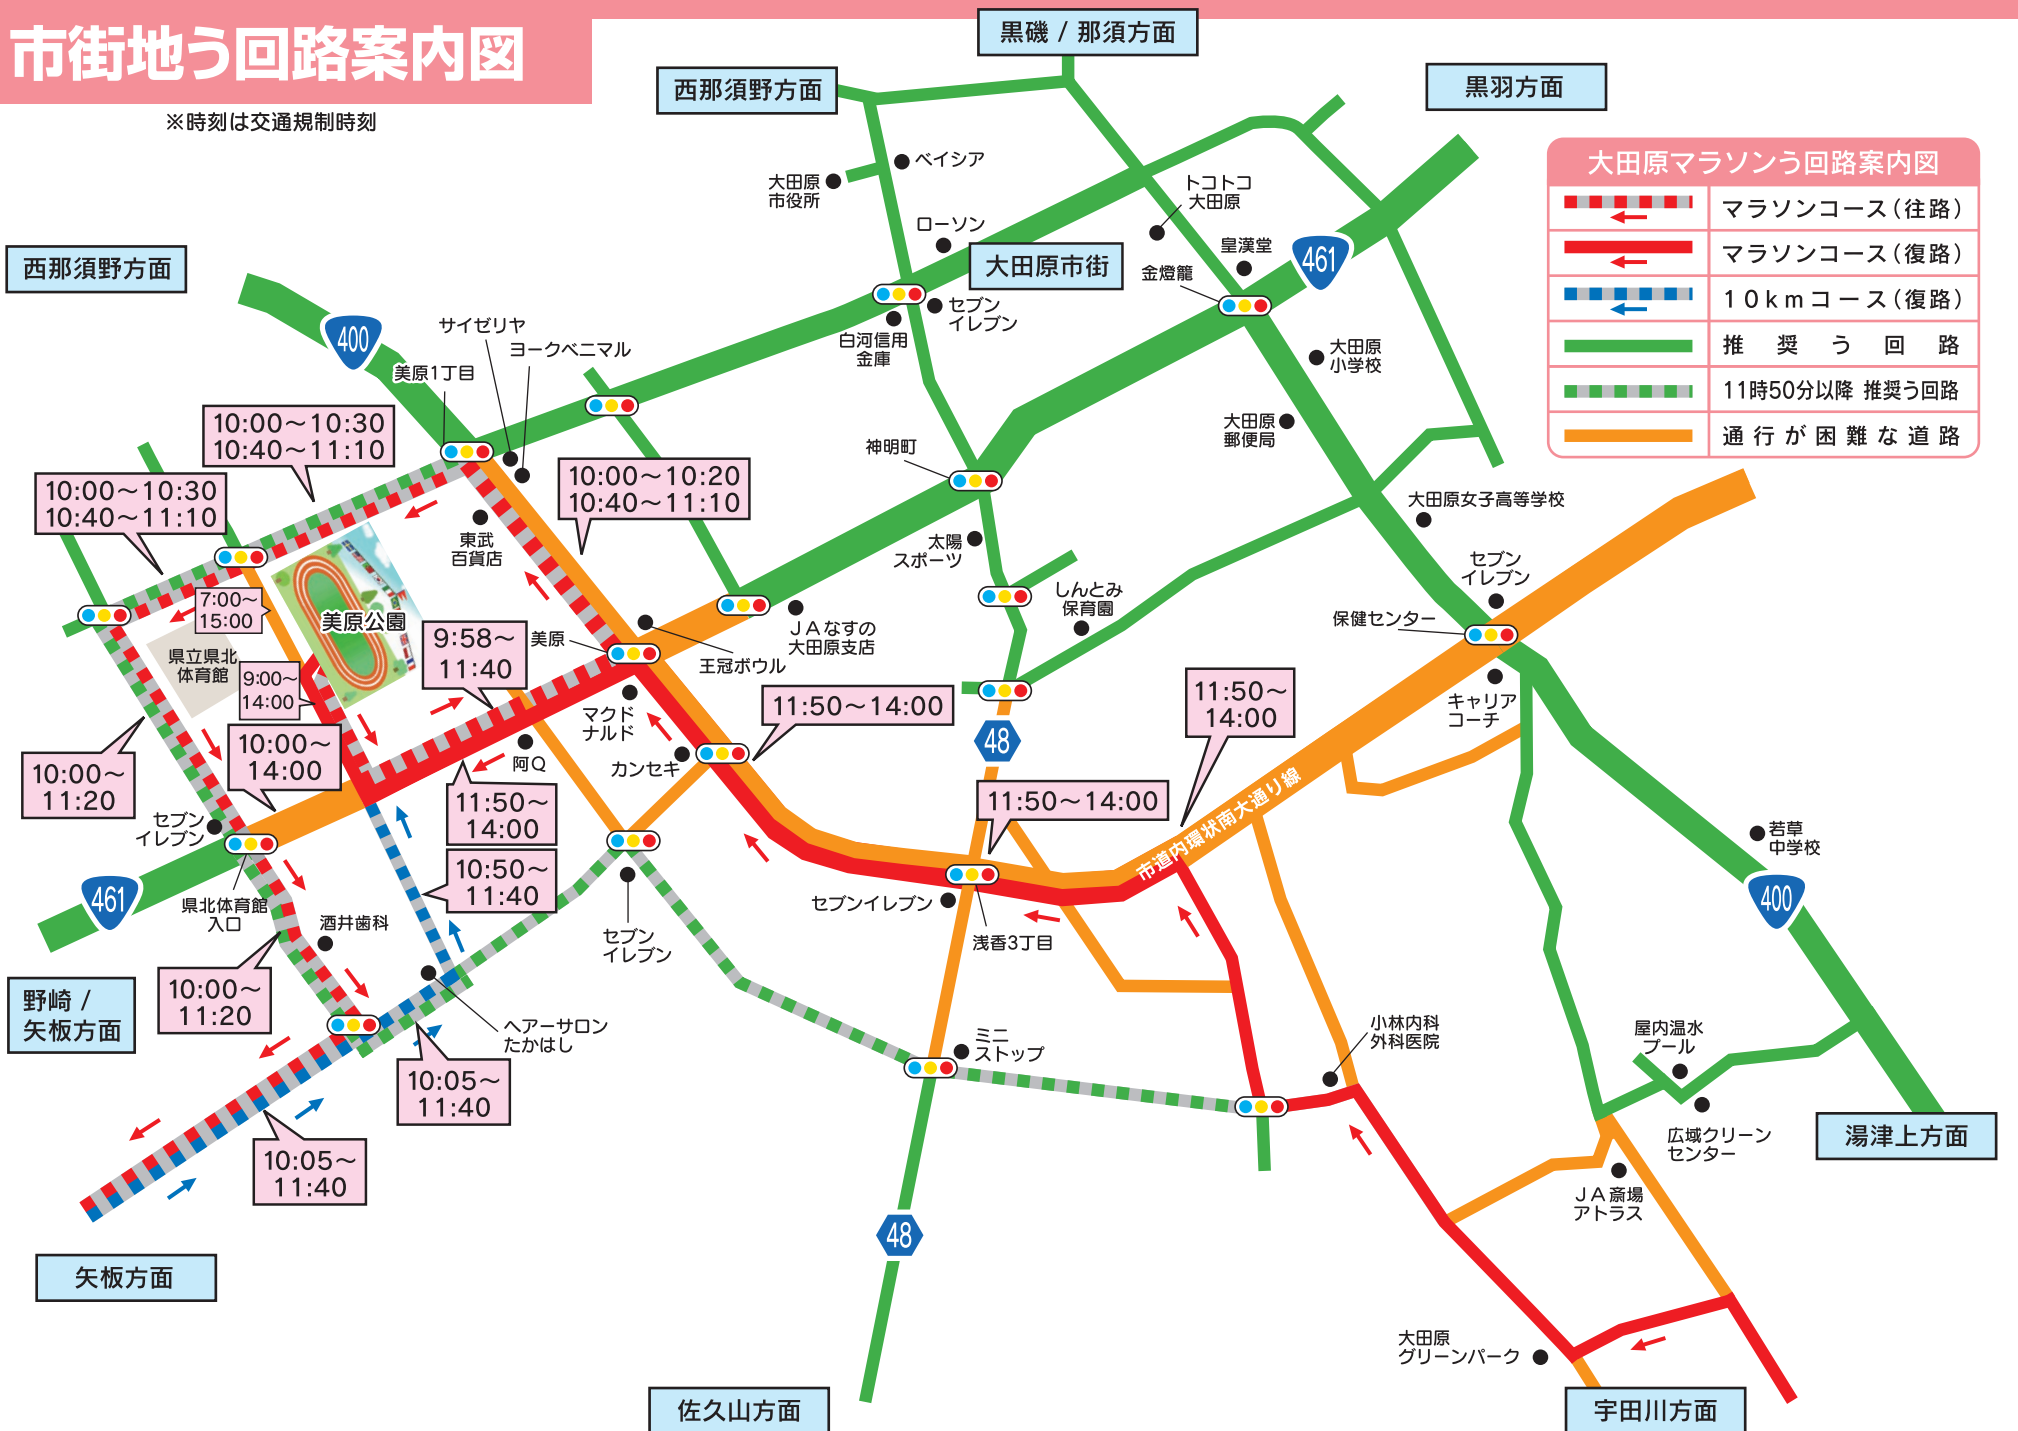 市街地う回路案内図
※時刻は交通規制時刻
黒磯 / 那須方面
西那須野方面
黒羽方面
大田原マラソンう回路案内図
マラソンコース(往路)
マラソンコース(復路)
10kmコース(復路)
推奨う回路
11時50分以降 推奨う回路
通行が困難な道路
ベイシア
大田原
市役所
トコトコ
大田原
ローソン
皇漢堂
461
大田原市街
金燈籠
西那須野方面
セブン
イレブン
白河信用
金庫
400
サイゼリヤ
ヨークベニマル
美原1丁目
大田原
小学校
大田原
郵便局
神明町
10:00～10:30
10:40～11:10
10:00～10:30
10:40～11:10
10:00～10:20
10:40～11:10
大田原女子高等学校
東武
百貨店
太陽
スポーツ
セブン
イレブン
しんとみ
保育園
7:00～
15:00
美原公園
保健センター
JAなすの
大田原支店
9:58～
11:40
美原
王冠ボウル
県立県北
体育館
9:00～
14:00
マクド
ナルド
11:50～14:00
11:50～
14:00
キャリア
コーチ
10:00～
14:00
48
阿Q
カンセキ
10:00～
11:20
11:50～
14:00
11:50～14:00
市道内環状南大通り線
セブン
イレブン
若草
中学校
10:50～
11:40
461
400
県北体育館
入口
酒井歯科
セブンイレブン
セブン
イレブン
浅香3丁目
10:00～
11:20
野崎 /
矢板方面
ヘアーサロン
たかはし
ミニ
ストップ
小林内科
外科医院
屋内温水
プール
10:05～
11:40
10:05～
11:40
広域クリーン
センター
湯津上方面
JA斎場
アトラス
48
矢板方面
大田原
グリーンパーク
佐久山方面
宇田川方面